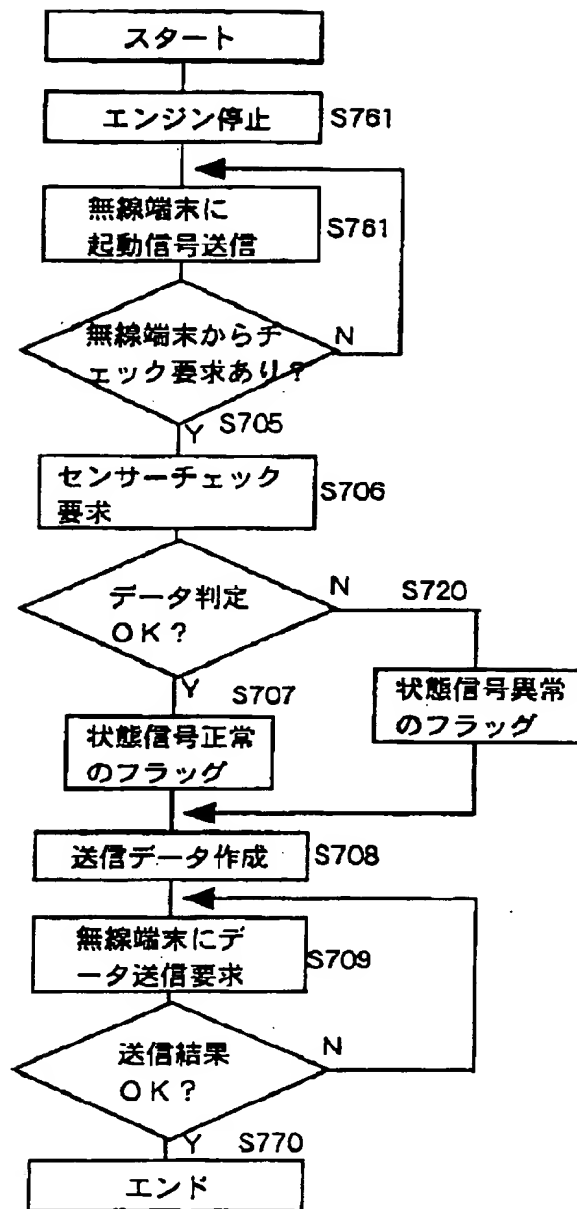 スタート
エンジン停止
S761
無線端末に
起動信号送信
S761
無線端末からチ
ェック要求あり?
N
Y
S705
センサーチェック
要求
S706
データ判定
OK?
N
S720
Y
S707
状態信号異常
のフラッグ
状態信号正常
のフラッグ
送信データ作成
S708
無線端末にデ
ータ送信要求
S709
送信結果
OK?
N
Y
S770
エンド